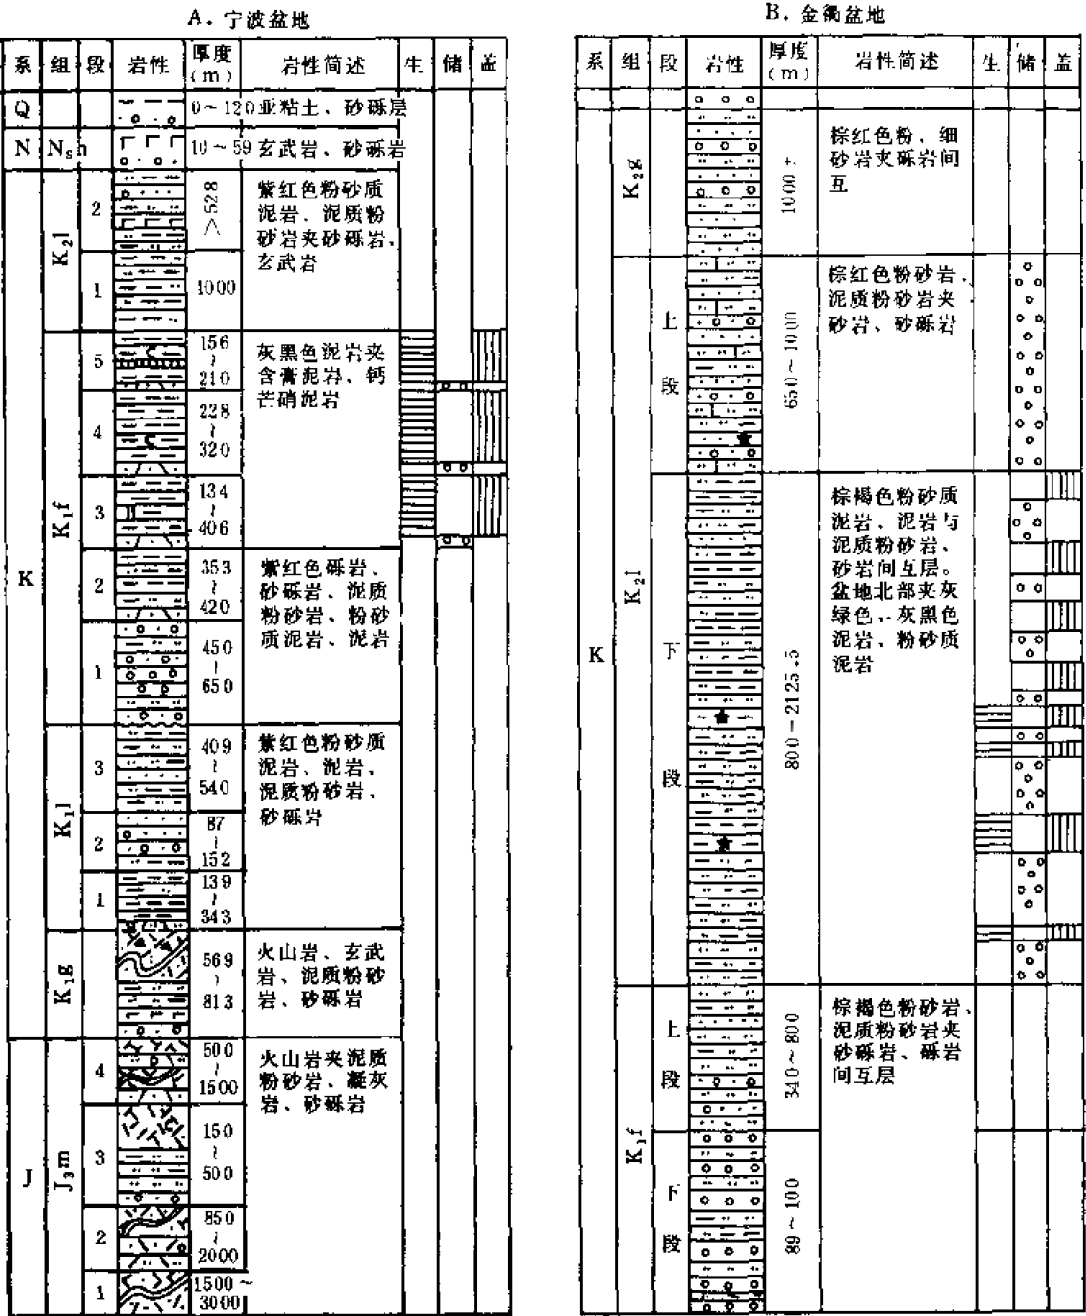 A. 宁波盆地
系 组 段 岩性 厚度(m) 岩性简述 生 储 盖
Q 0~120 亚粘土、砂砾层
N N₃h 10~59 玄武岩、砂砾岩
K
K₂l
2 >528
紫红色粉砂质
泥岩、泥质粉
砂岩夹砂砾岩、
玄武岩
1 1000
K₁f
5 156~210
灰黑色泥岩夹
含膏泥岩、钙
芒硝泥岩
4 228~320
3 134~406
2 353~420
紫红色砾岩、
砂砾岩、泥质
粉砂岩、粉砂
质泥岩、泥岩
1 450~650
K₁l
3 409~540
紫红色粉砂质
泥岩、泥岩、
泥质粉砂岩、
砂砾岩
2 87~152
1 139~343
K₁g
569~813
火山岩、玄武
岩、泥质粉砂
岩、砂砾岩
J
J₃m
4 500~1500
火山岩夹泥质
粉砂岩、凝灰
岩、砂砾岩
3 150~500
2 850~2000
1 1500~3000
B. 金衢盆地
系 组 段 岩性 厚度(m) 岩性简述 生 储 盖
K
K₂g
1000±
棕红色粉、细
砂岩夹砾岩间
互
K₂l
上段
650~1000
棕红色粉砂岩、
泥质粉砂岩夹
砂岩、砂砾岩
下段
800~2125.5
棕褐色粉砂质
泥岩、泥岩与
泥质粉砂岩、
砂岩间互层。
盆地北部夹灰
绿色、灰黑色
泥岩、粉砂质
泥岩
K₁f
上段
340~800
棕褐色粉砂岩、
泥质粉砂岩夹
砂砾岩、砾岩
间互层
下段
89~100